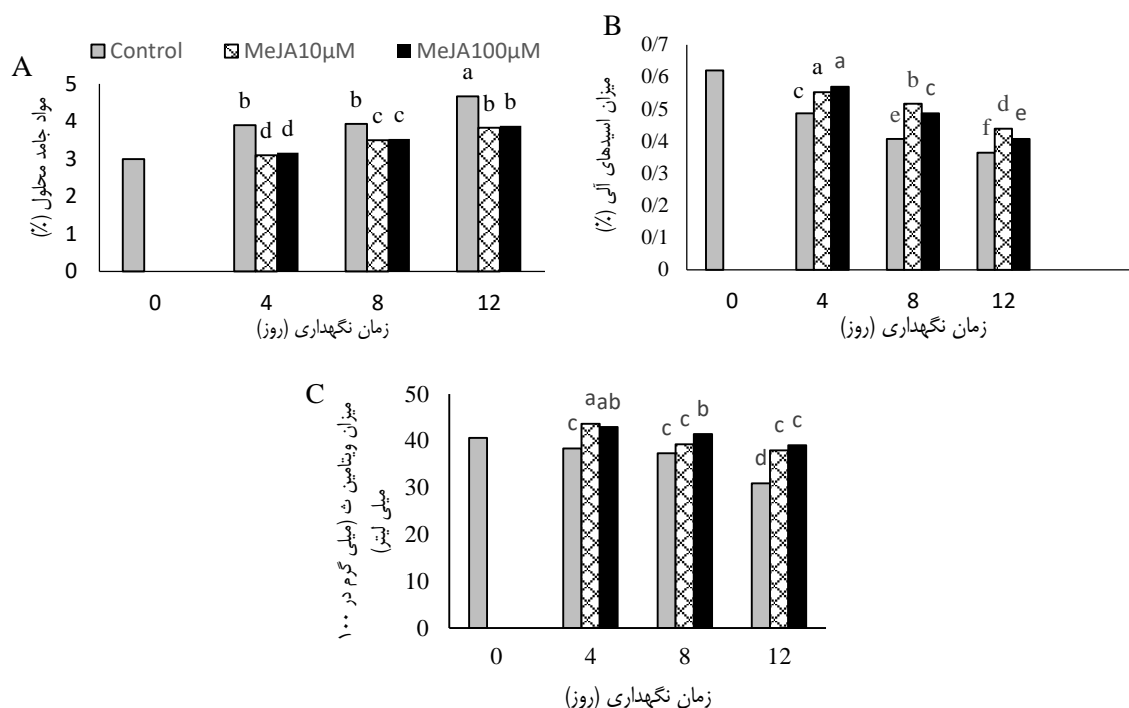 A
Control MeJA10µM MeJA100µM
5
4
3
2
1
0
مواد جامد محلول (%)
b d d
b c c
a b b
0 4 8 12
زمان نگهداری (روز)
B
0/7
0/6
0/5
0/4
0/3
0/2
0/1
0
میزان اسیدهای آلی (%)
c a a
e b c
f d e
0 4 8 12
زمان نگهداری (روز)
C
50
40
30
20
10
0
میزان ویتامین ث (میلی گرم در ۱۰۰
میلی لیتر)
c a ab
c c b
d c c
0 4 8 12
زمان نگهداری (روز)